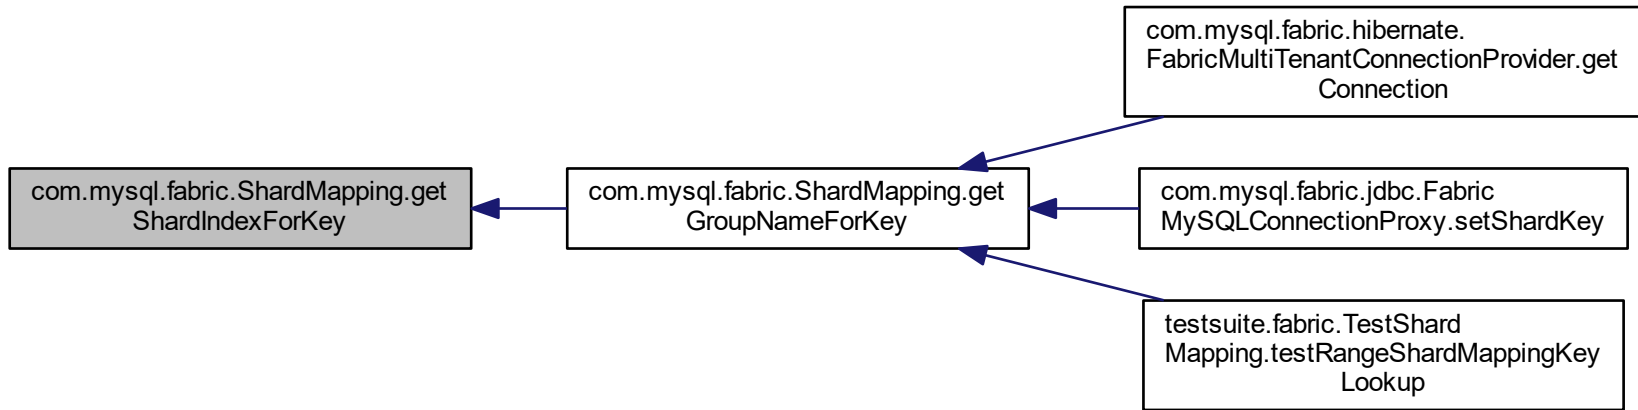 com.mysql.fabric.hibernate.
FabricMultiTenantConnectionProvider.get
Connection
com.mysql.fabric.ShardMapping.get
ShardIndexForKey
com.mysql.fabric.ShardMapping.get
GroupNameForKey
com.mysql.fabric.jdbc.Fabric
MySQLConnectionProxy.setShardKey
testsuite.fabric.TestShard
Mapping.testRangeShardMappingKey
Lookup